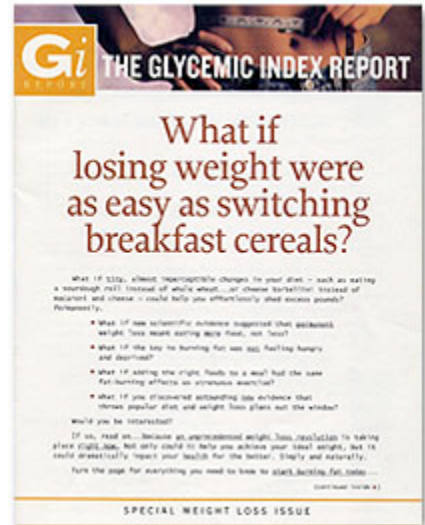 Gi
REPORT
THE GLYCEMIC INDEX REPORT
What if
losing weight were
as easy as switching
breakfast cereals?
What if tiny, almost imperceptible changes in your diet – such as eating
a sourdough roll instead of whole wheat...or cheese tortellini instead of
macaroni and cheese – could help you effortlessly shed excess pounds?
Permanently.
• What if new scientific evidence suggested that permanent
weight loss meant eating more food, not less?
• What if the key to burning fat was not feeling hungry
and deprived?
• What if adding the right foods to a meal had the same
fat-burning effects as strenuous exercise?
• What if you discovered astounding new evidence that
throws popular diet and weight loss plans out the window?
Would you be interested?
If so, read on...because an unprecedented weight loss revolution is taking
place right now. Not only could it help you achieve your ideal weight, but it
could dramatically impact your health for the better. Simply and naturally.
Turn the page for everything you need to know to start burning fat today...
(continued inside)
SPECIAL WEIGHT LOSS ISSUE